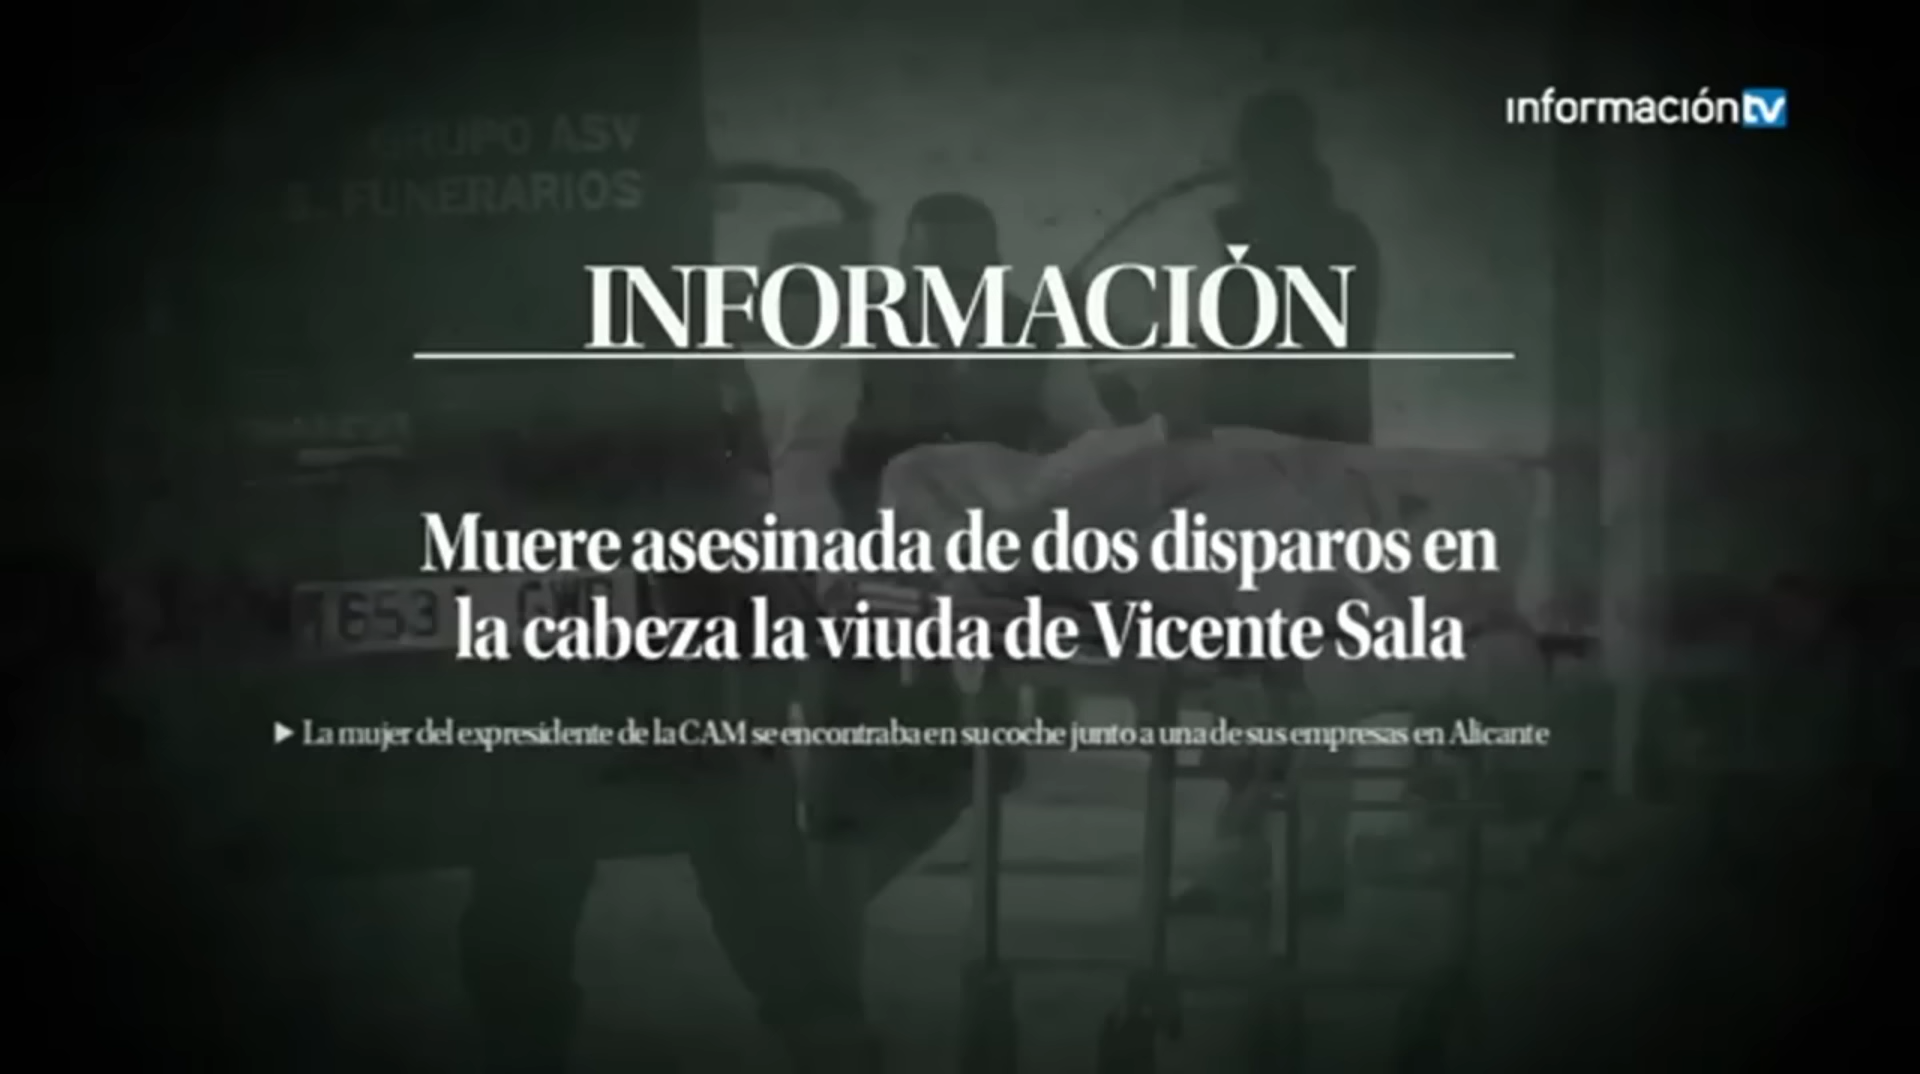 informacióntv
GRUPO ASV
S. FUNERARIOS
INFORMACIÓN
Muere asesinada de dos disparos en
la cabeza la viuda de Vicente Sala
▶ La mujer del expresidente de la CAM se encontraba en su coche junto a una de sus empresas en Alicante
1653